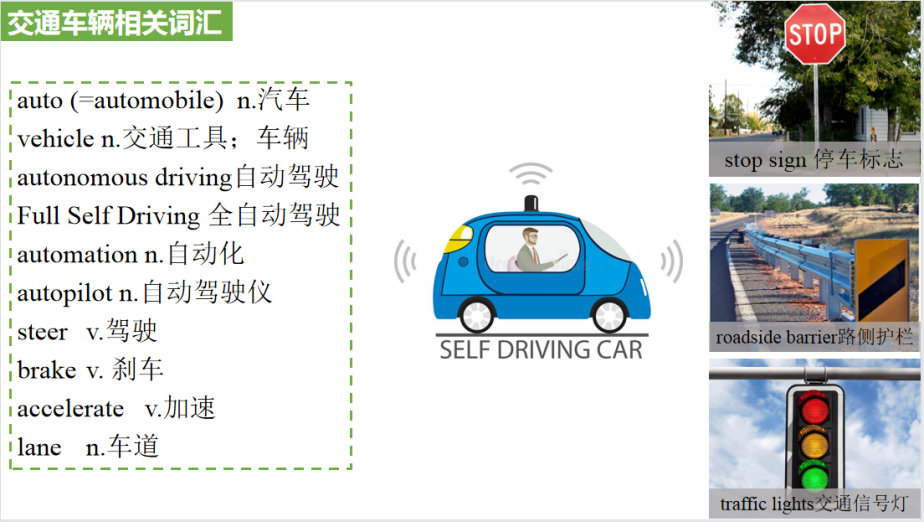 交通车辆相关词汇
auto (=automobile) n.汽车
vehicle n.交通工具；车辆
autonomous driving自动驾驶
Full Self Driving 全自动驾驶
automation n.自动化
autopilot n.自动驾驶仪
steer v.驾驶
brake v. 刹车
accelerate v.加速
lane n.车道
SELF DRIVING CAR
STOP
stop sign 停车标志
roadside barrier路侧护栏
traffic lights交通信号灯